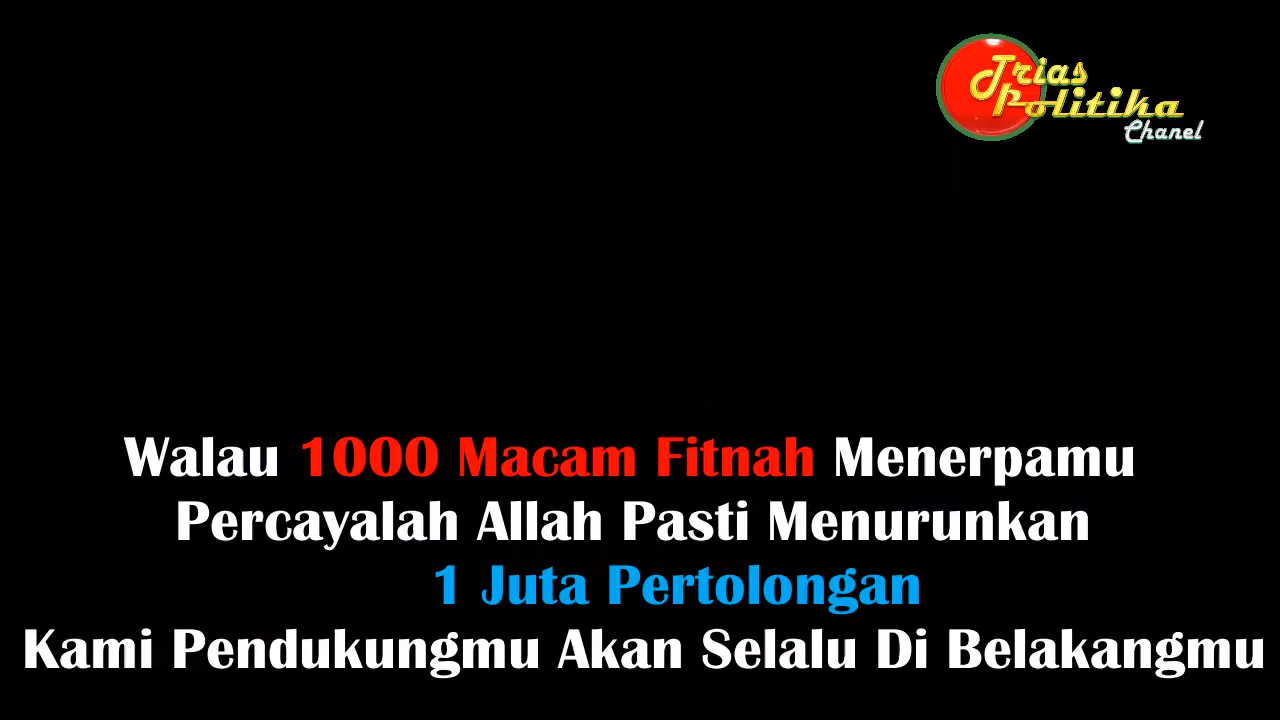 Trias
Politika
Chanel
Walau 1000 Macam Fitnah Menerpamu
Percayalah Allah Pasti Menurunkan
1 Juta Pertolongan
Kami Pendukungmu Akan Selalu Di Belakangmu